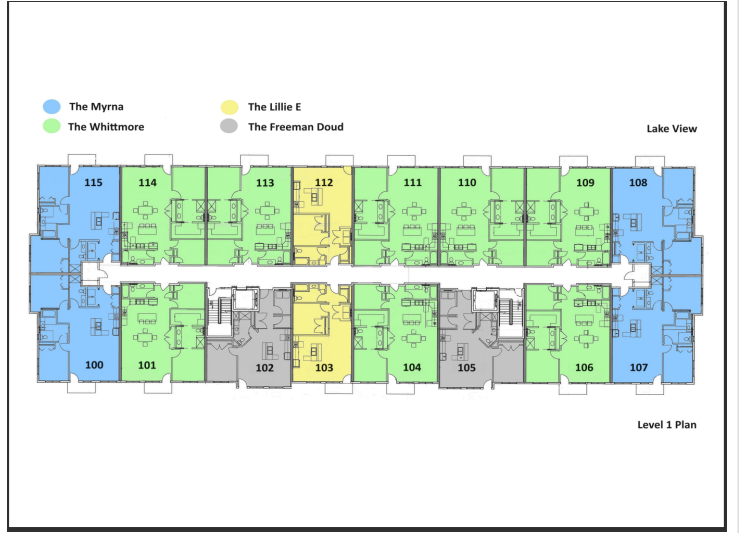 The Myrna
The Lillie E
The Whittmore
The Freeman Doud
Lake View
115
114
113
112
111
110
109
108
100
101
102
103
104
105
106
107
Level 1 Plan